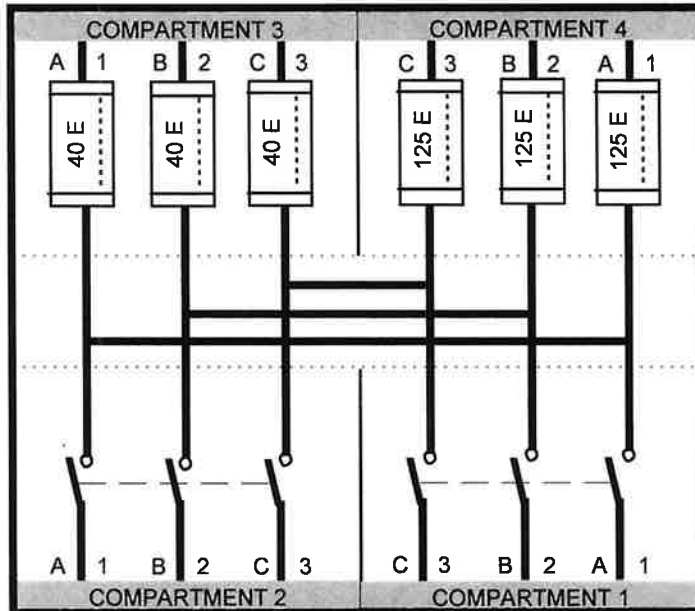 COMPARTMENT 3 COMPARTMENT 4
A 1 B 2 C 3 C 3 B 2 A 1
40 E 40 E 40 E 125 E 125 E 125 E
A 1 B 2 C 3 C 3 B 2 A 1
COMPARTMENT 2 COMPARTMENT 1